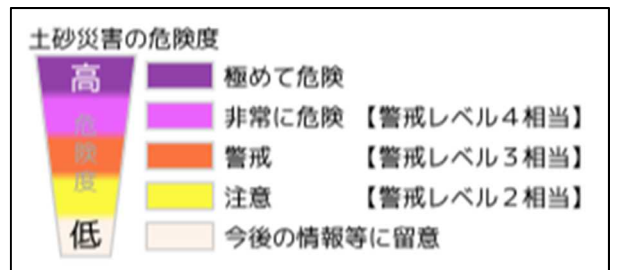 土砂災害の危険度
高 極めて危険
非常に危険 【警戒レベル4相当】
危険度
警戒 【警戒レベル3相当】
注意 【警戒レベル2相当】
低 今後の情報等に留意